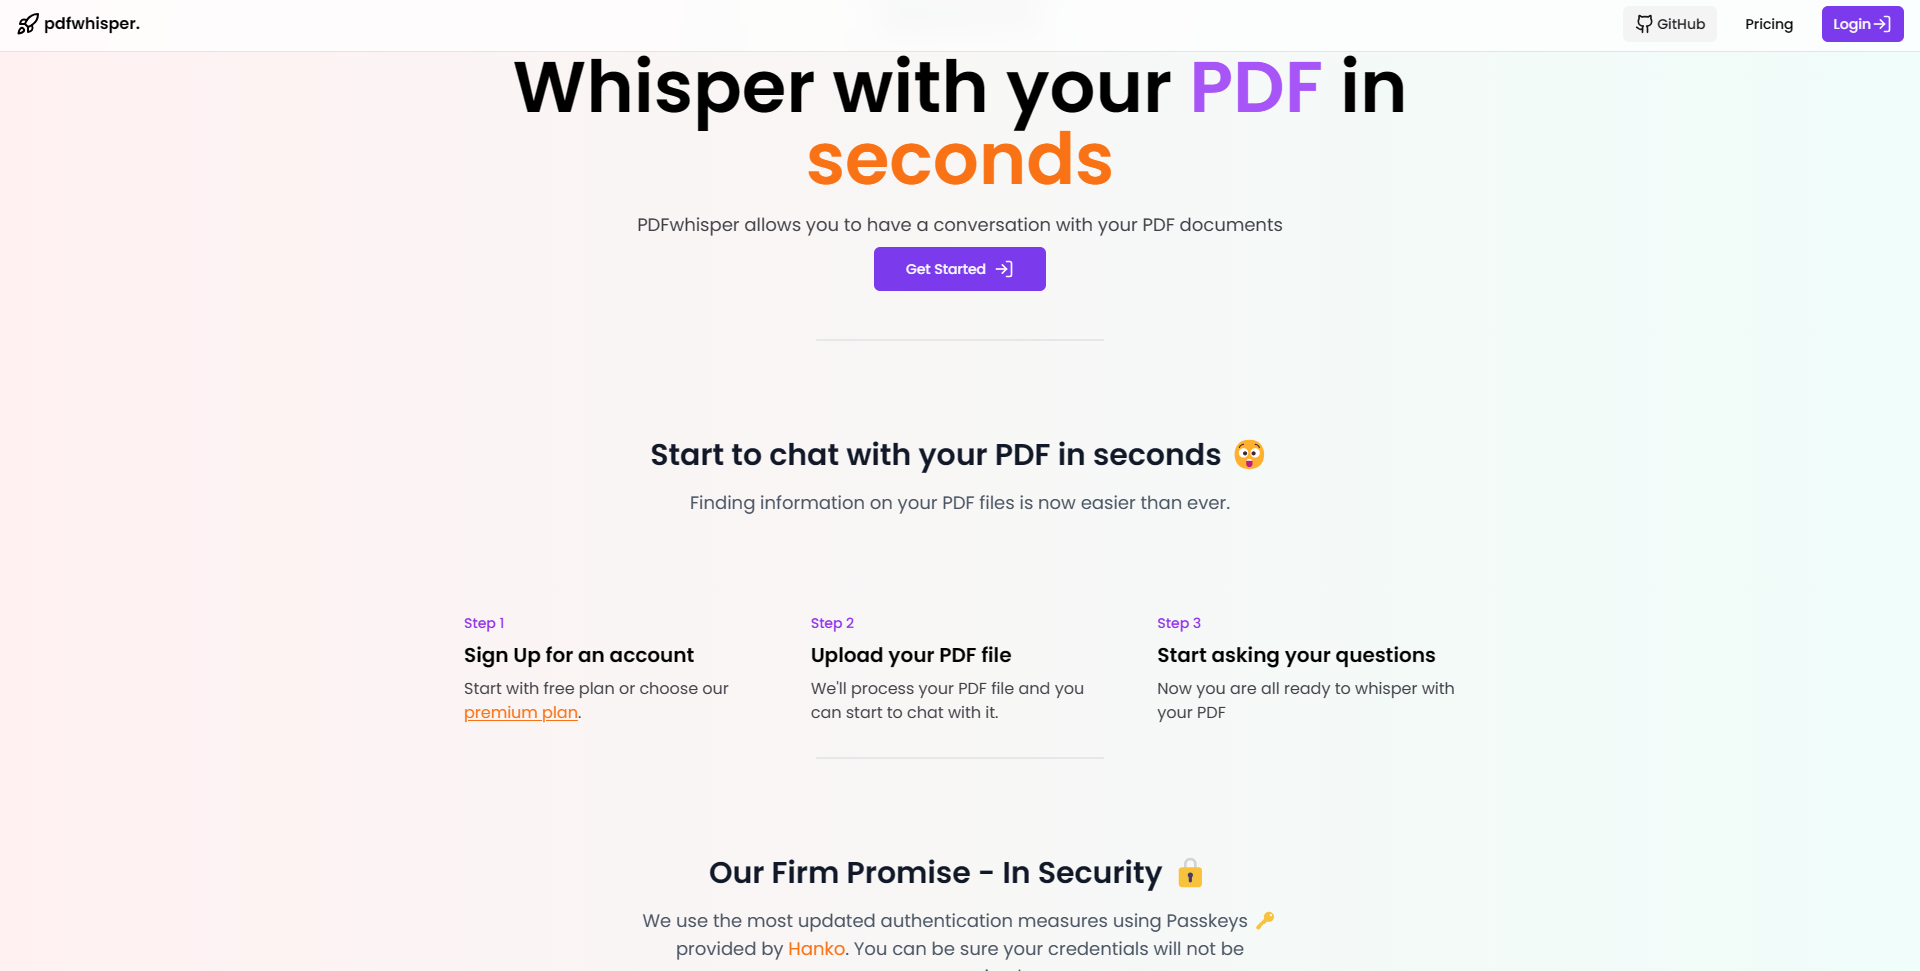 pdfwhisper.
GitHub
Pricing
Login
Whisper with your PDF in
seconds
PDFwhisper allows you to have a conversation with your PDF documents
Get Started
Start to chat with your PDF in seconds 😲
Finding information on your PDF files is now easier than ever.
Step 1
Sign Up for an account
Start with free plan or choose our
premium plan.
Step 2
Upload your PDF file
We'll process your PDF file and you
can start to chat with it.
Step 3
Start asking your questions
Now you are all ready to whisper with
your PDF
Our Firm Promise - In Security 🔒
We use the most updated authentication measures using Passkeys 🔑
provided by Hanko. You can be sure your credentials will not be